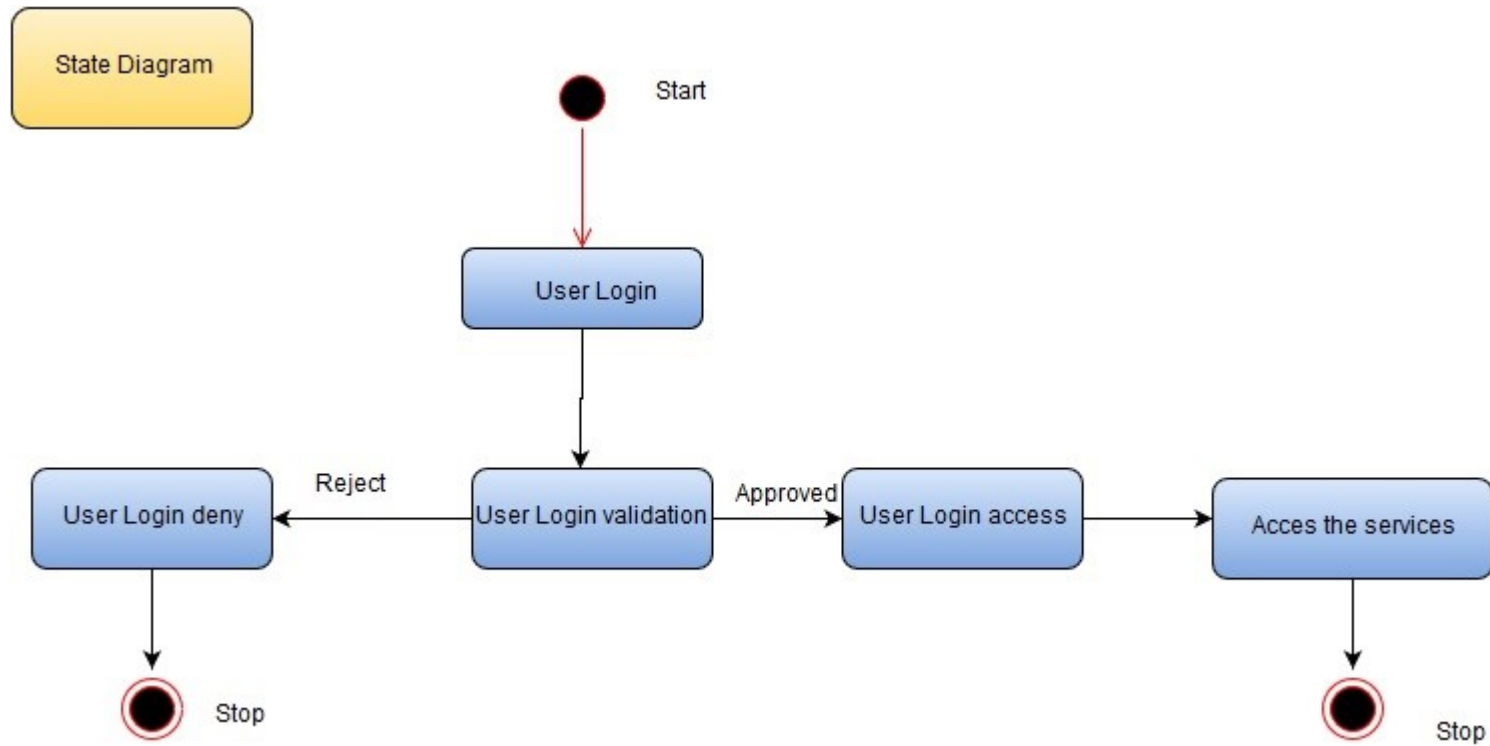 State Diagram
Start
User Login
Reject
Approved
User Login deny
User Login validation
User Login access
Acces the services
Stop
Stop